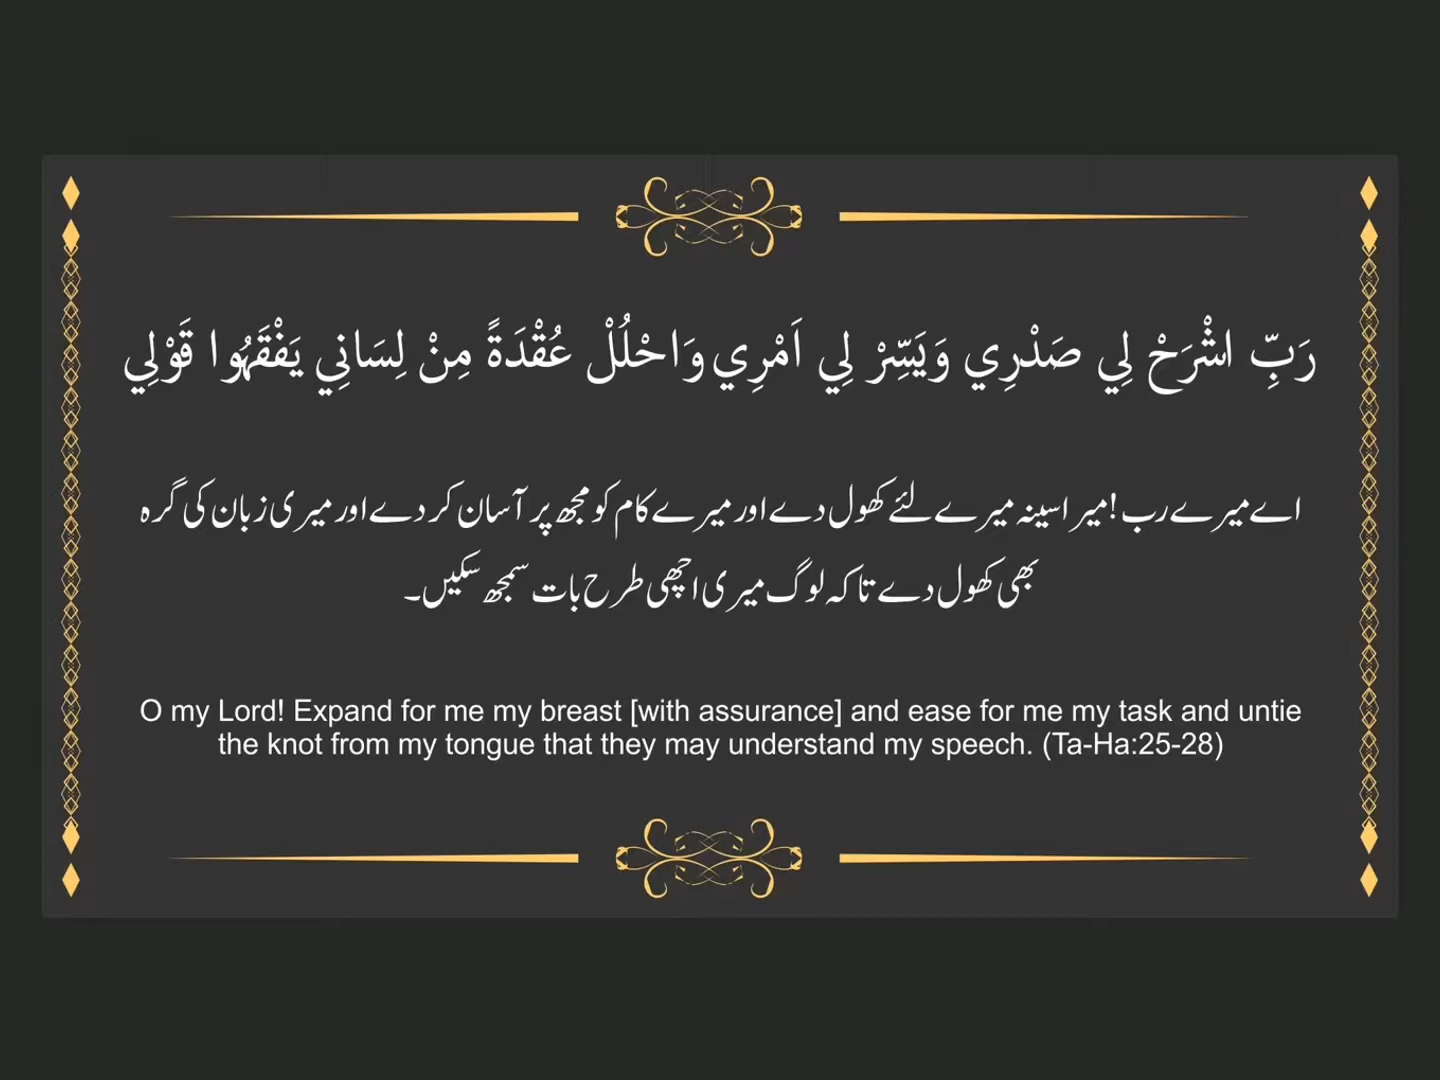 رَبِّ اشْرَحْ لِي صَدْرِي وَيَسِّرْ لِي اَمْرِي وَاحْلُلْ عُقْدَةً مِنْ لِسَانِي يَفْقَهُوا قَوْلِي
اے میرے رب! میرا سینہ میرے لئے کھول دے اور میرے کام کو مجھ پر آسان کر دے اور میری زبان کی گرہ
بھی کھول دے تاکہ لوگ میری اچھی طرح بات سمجھ سکیں۔
O my Lord! Expand for me my breast [with assurance] and ease for me my task and untie
the knot from my tongue that they may understand my speech. (Ta-Ha:25-28)